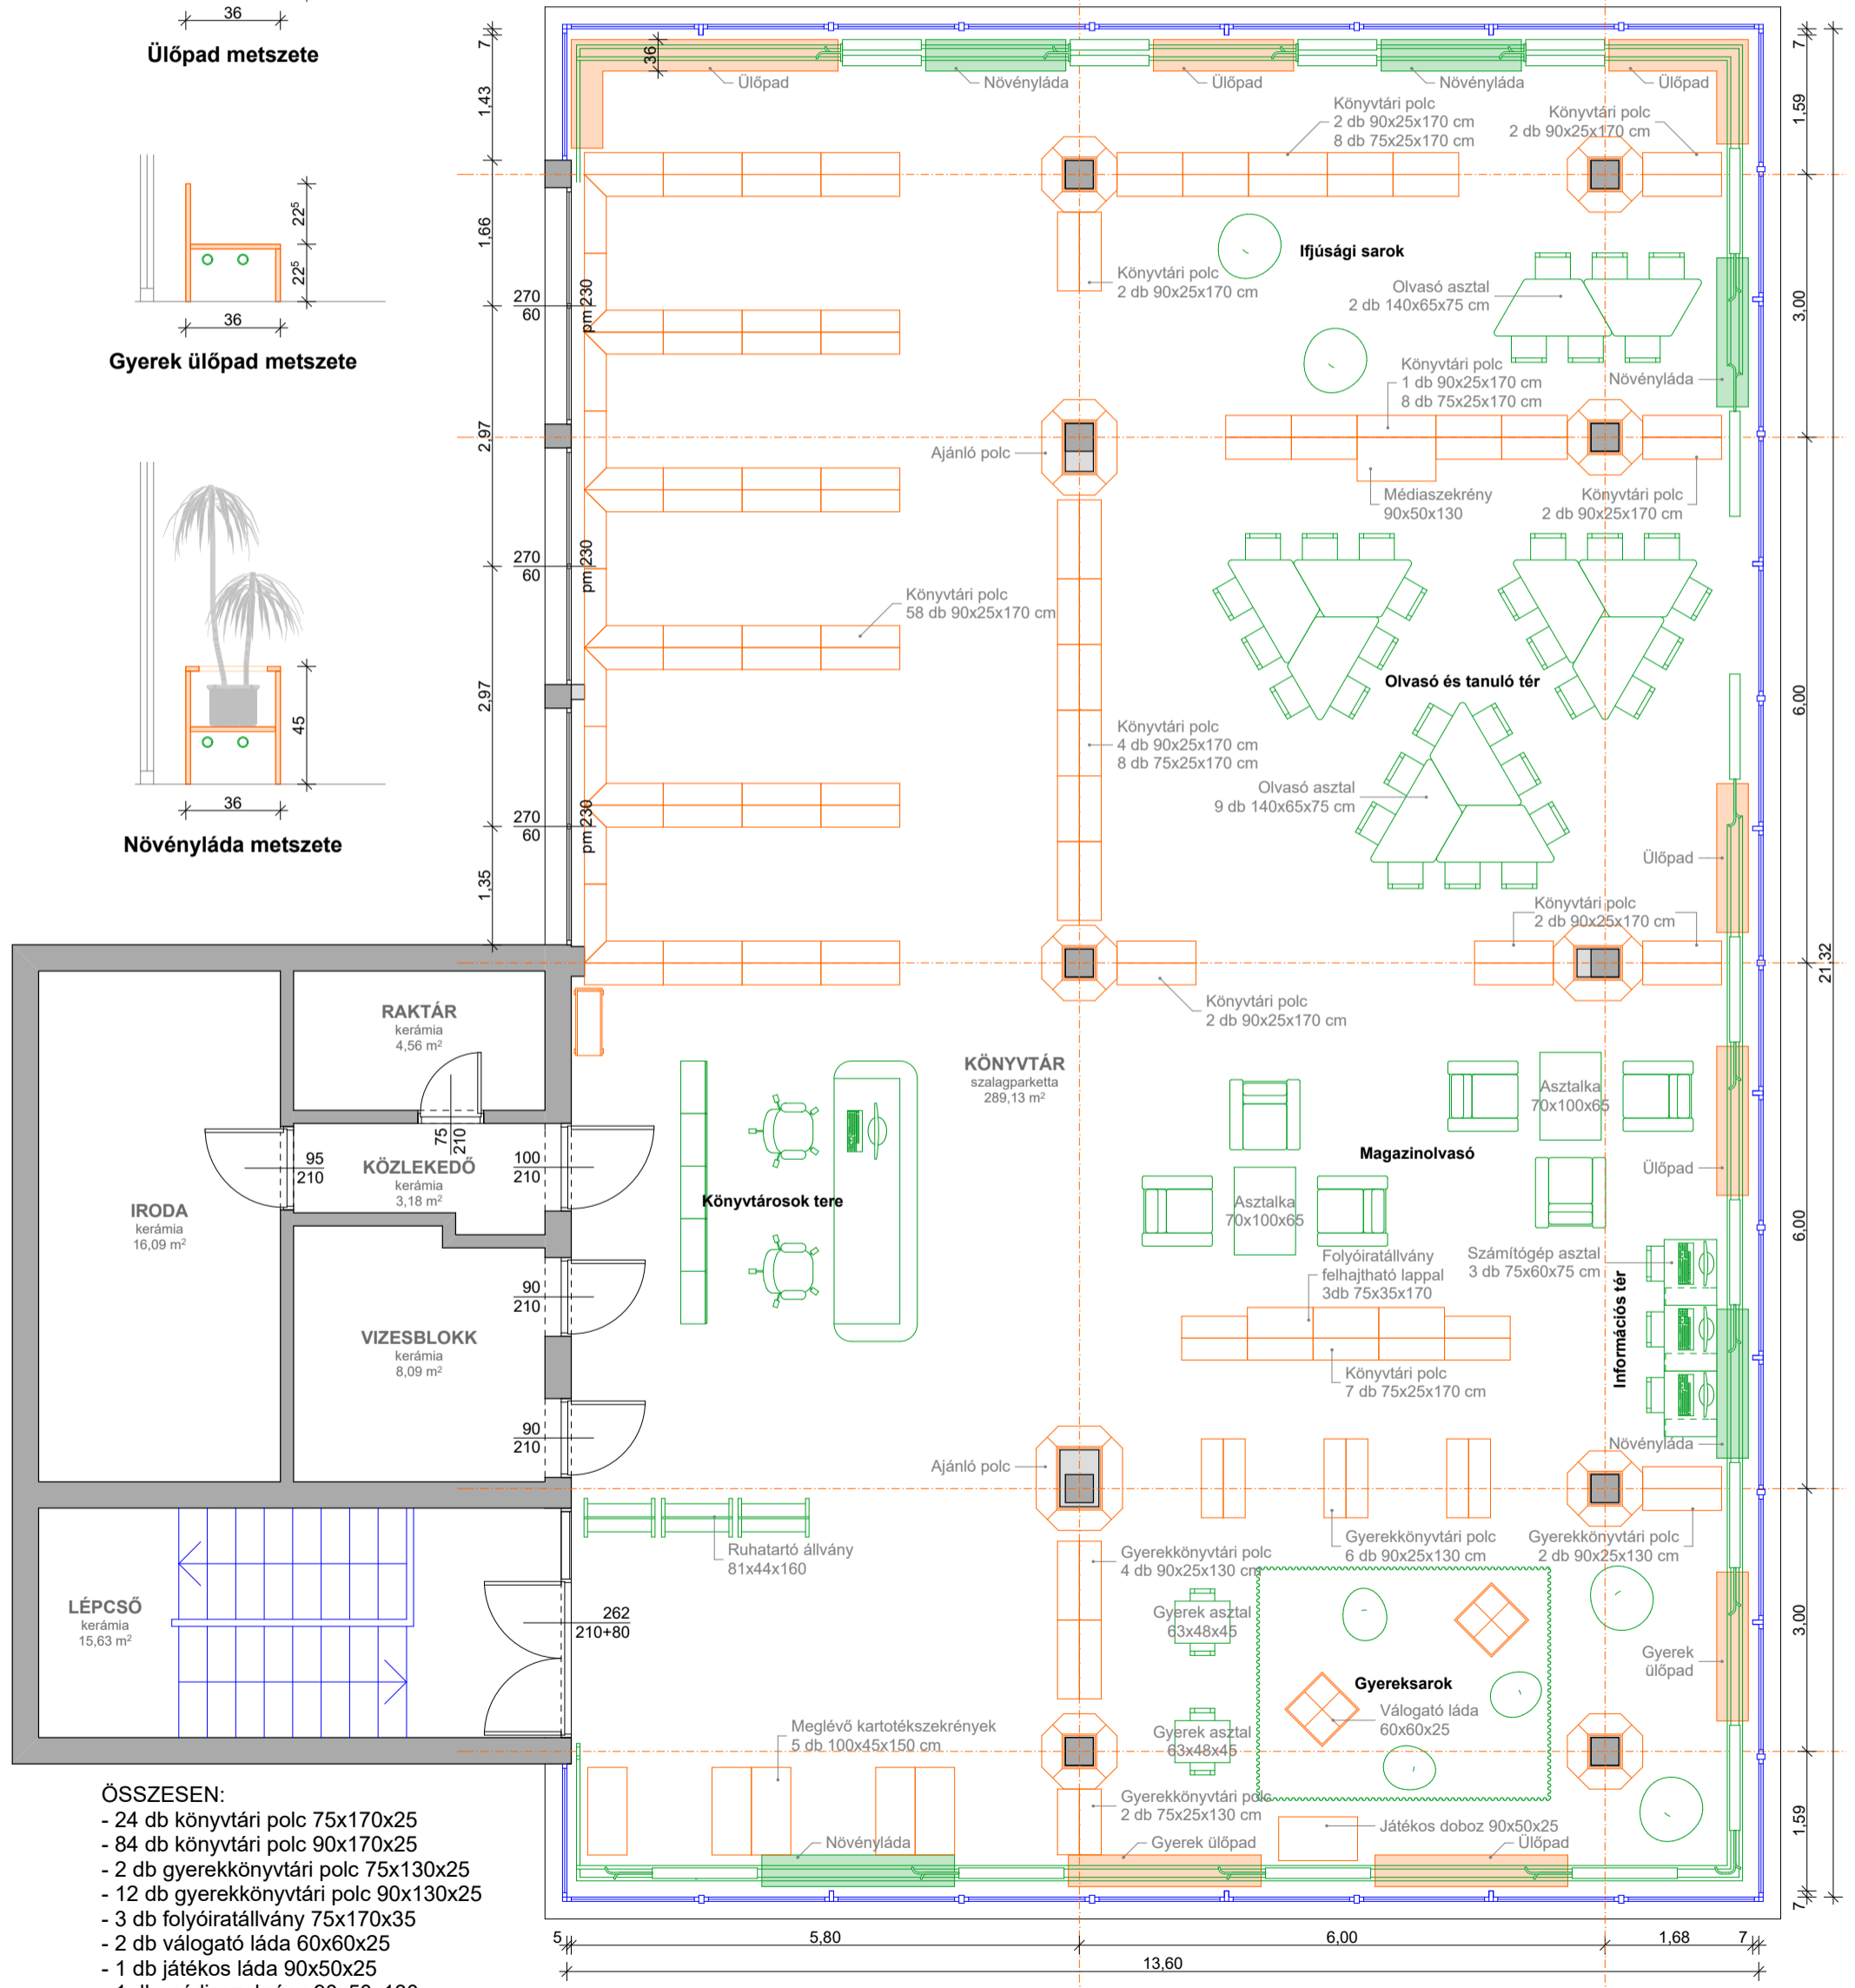 36
Ülőpad metszete
22⁵
22⁵
36
Gyerek ülőpad metszete
45
36
Növényláda metszete
7
1,43
1,66
2,97
2,97
1,35
270
60
pm 230
270
60
pm 230
270
60
pm 230
36
Ülőpad
Növényláda
Ülőpad
Növényláda
Ülőpad
Könyvtári polc
2 db 90x25x170 cm
8 db 75x25x170 cm
Könyvtári polc
2 db 90x25x170 cm
Könyvtári polc
2 db 90x25x170 cm
Ifjúsági sarok
Olvasó asztal
2 db 140x65x75 cm
Növényláda
Könyvtári polc
1 db 90x25x170 cm
8 db 75x25x170 cm
Ajánló polc
Médiaszekrény
90x50x130
Könyvtári polc
2 db 90x25x170 cm
Könyvtári polc
58 db 90x25x170 cm
Olvasó és tanuló tér
Könyvtári polc
4 db 90x25x170 cm
8 db 75x25x170 cm
Olvasó asztal
9 db 140x65x75 cm
Ülőpad
Könyvtári polc
2 db 90x25x170 cm
Könyvtári polc
2 db 90x25x170 cm
7
1,59
3,00
6,00
21,32
6,00
3,00
1,59
7
RAKTÁR
kerámia
4,56 m²
75
210
95
210
KÖZLEKEDŐ
kerámia
3,18 m²
100
210
IRODA
kerámia
16,09 m²
90
210
VIZESBLOKK
kerámia
8,09 m²
90
210
LÉPCSŐ
kerámia
15,63 m²
262
210+80
KÖNYVTÁR
szalagparketta
289,13 m²
Könyvtárosok tere
Asztalka
70x100x65
Magazinolvasó
Ülőpad
Asztalka
70x100x65
Folyóiratállvány
felhajtható lappal
3db 75x35x170
Számítógép asztal
3 db 75x60x75 cm
Információs tér
Könyvtári polc
7 db 75x25x170 cm
Növényláda
Ajánló polc
Ruhatartó állvány
81x44x160
Gyerekkönyvtári polc
4 db 90x25x130 cm
Gyerekkönyvtári polc
6 db 90x25x130 cm
Gyerekkönyvtári polc
2 db 90x25x130 cm
Gyerek asztal
63x48x45
Gyerek
ülőpad
Gyereksarok
Válogató láda
60x60x25
Gyerek asztal
63x48x45
Meglévő kartotékszekrények
5 db 100x45x150 cm
Gyerekkönyvtári polc
2 db 75x25x130 cm
Játékos doboz 90x50x25
Növényláda
Gyerek ülőpad
Ülőpad
5
5,80
6,00
1,68
7
13,60
ÖSSZESEN:
- 24 db könyvtári polc 75x170x25
- 84 db könyvtári polc 90x170x25
- 2 db gyerekkönyvtári polc 75x130x25
- 12 db gyerekkönyvtári polc 90x130x25
- 3 db folyóiratállvány 75x170x35
- 2 db válogató láda 60x60x25
- 1 db játékos láda 90x50x25